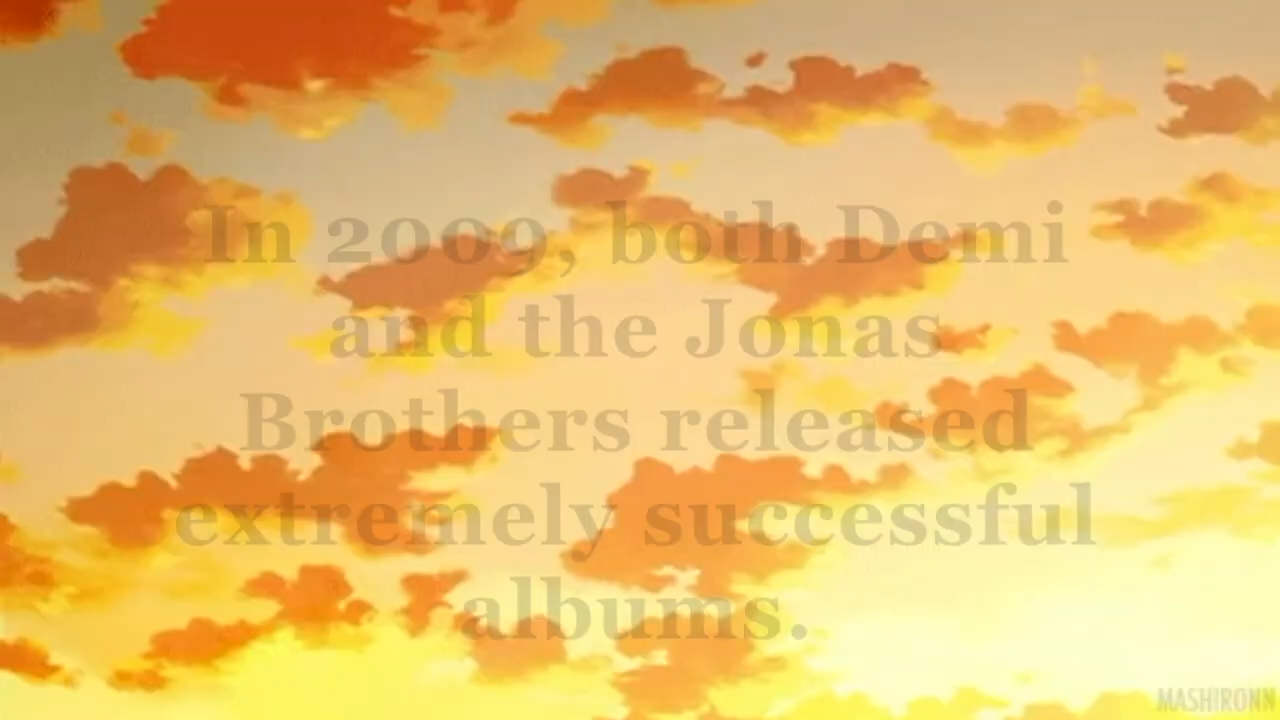 In 2009, both Demi
and the Jonas
Brothers released
extremely successful
albums.
MASHIRONN